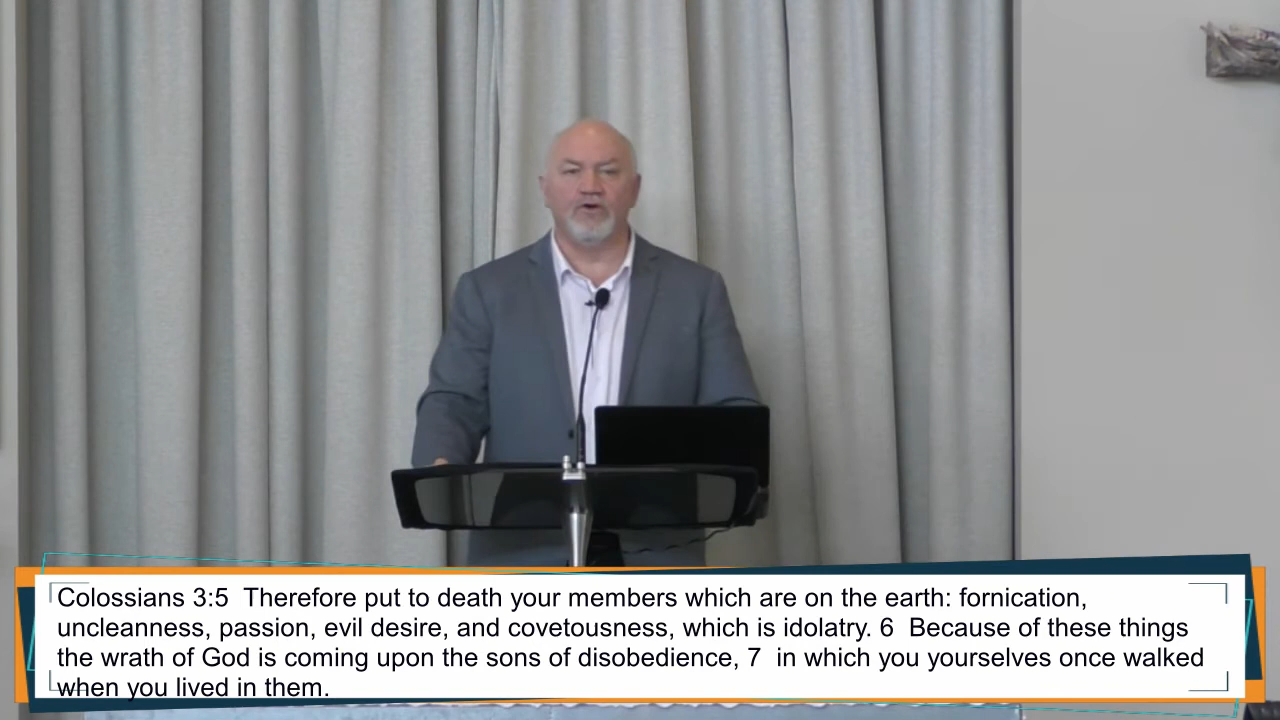 Colossians 3:5  Therefore put to death your members which are on the earth: fornication,
uncleanness, passion, evil desire, and covetousness, which is idolatry. 6  Because of these things
the wrath of God is coming upon the sons of disobedience, 7  in which you yourselves once walked
when you lived in them.